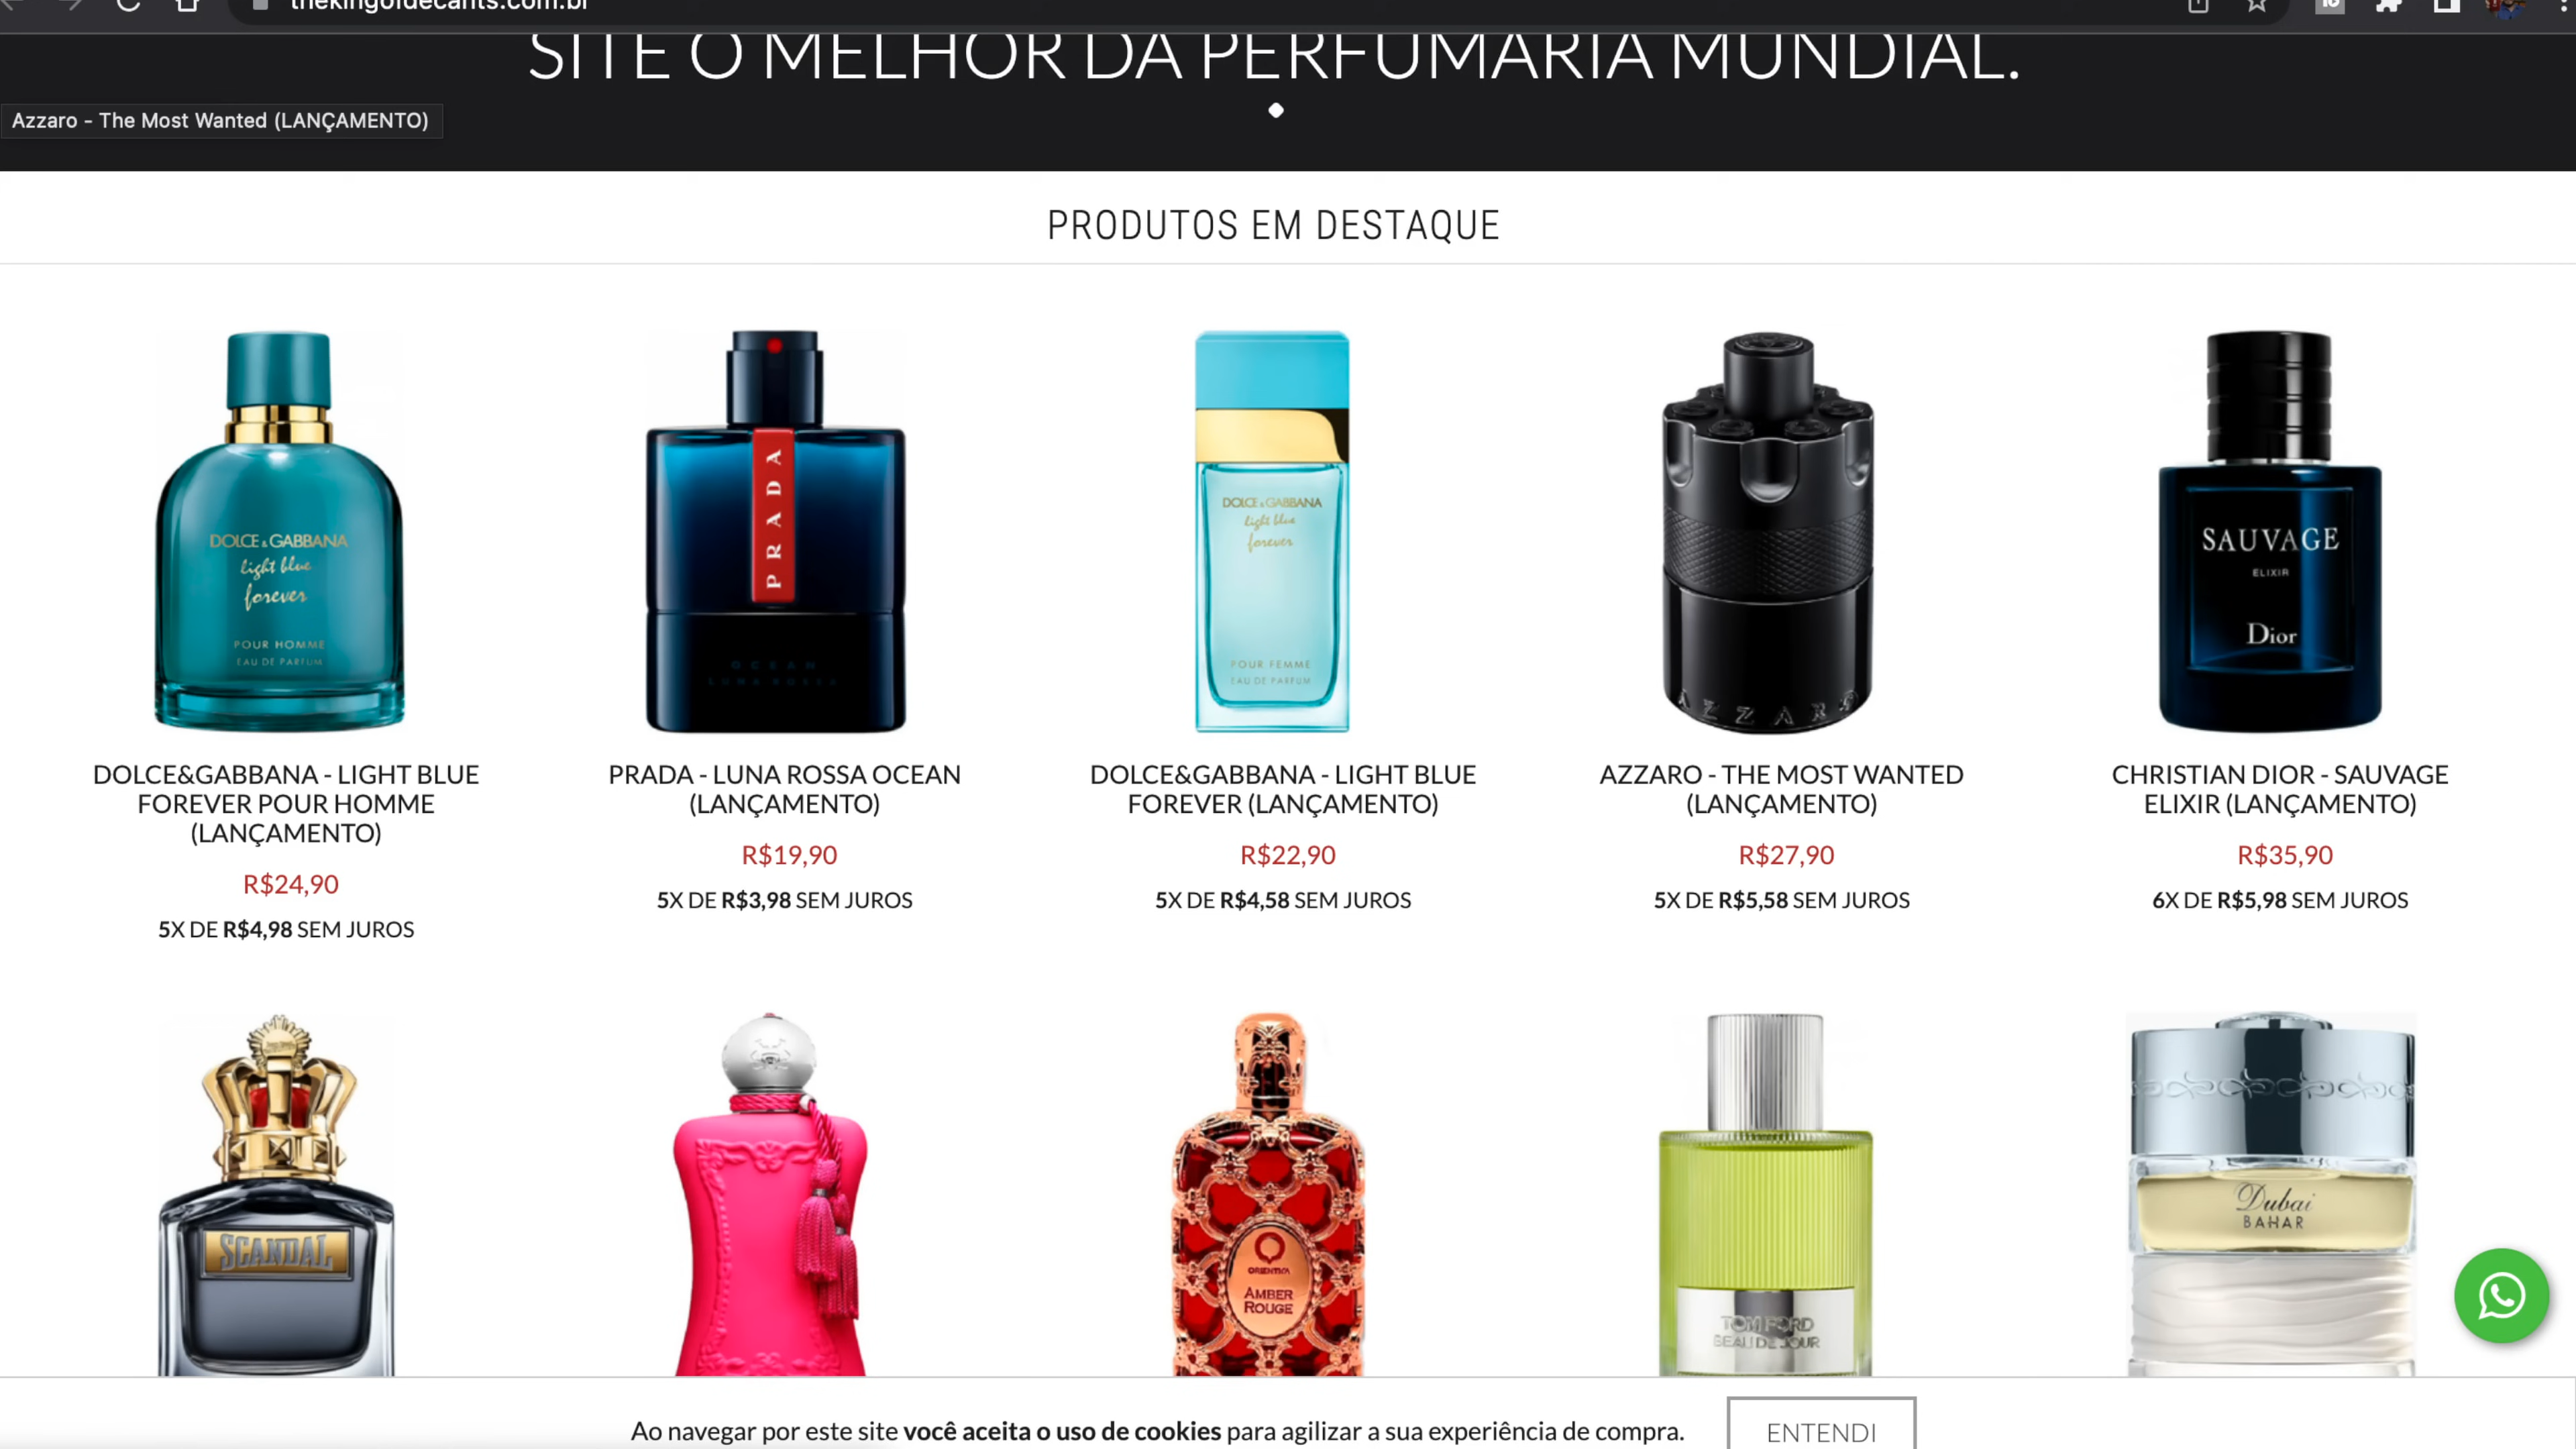 thekingofdecants.com.br
SITE O MELHOR DA PERFUMARIA MUNDIAL.
Azzaro - The Most Wanted (LANÇAMENTO)
PRODUTOS EM DESTAQUE
DOLCE & GABBANA
light blue
forever
POUR HOMME
EAU DE PARFUM
PRADA
OCEAN
LUNA ROSSA
DOLCE & GABBANA
light blue
forever
POUR FEMME
EAU DE PARFUM
AZZARO
SAUVAGE
ELIXIR
Dior
DOLCE&GABBANA - LIGHT BLUE
FOREVER POUR HOMME
(LANÇAMENTO)
R$24,90
5X DE R$4,98 SEM JUROS
PRADA - LUNA ROSSA OCEAN
(LANÇAMENTO)
R$19,90
5X DE R$3,98 SEM JUROS
DOLCE&GABBANA - LIGHT BLUE
FOREVER (LANÇAMENTO)
R$22,90
5X DE R$4,58 SEM JUROS
AZZARO - THE MOST WANTED
(LANÇAMENTO)
R$27,90
5X DE R$5,58 SEM JUROS
CHRISTIAN DIOR - SAUVAGE
ELIXIR (LANÇAMENTO)
R$35,90
6X DE R$5,98 SEM JUROS
SCANDAL
ORIENTICA
AMBER
ROUGE
TOM FORD
BEAU DE JOUR
Dubai
BAHAR
Ao navegar por este site você aceita o uso de cookies para agilizar a sua experiência de compra.
ENTENDI